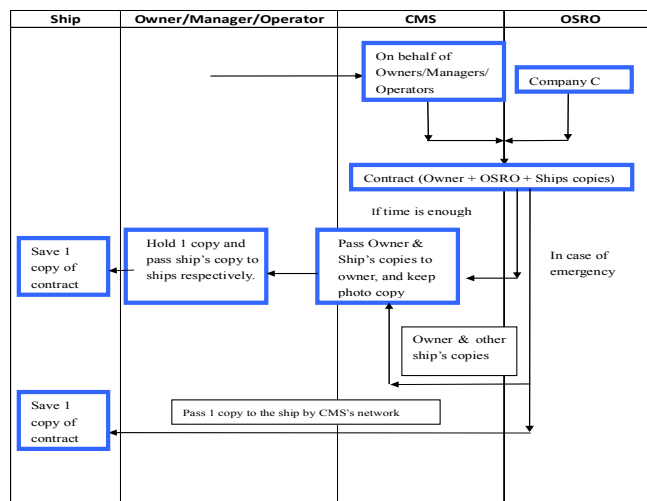 Ship
Owner/Manager/Operator
CMS
OSRO
On behalf of
Owners/Managers/
Operators
Company C
Contract (Owner + OSRO + Ships copies)
If time is enough
In case of
emergency
Save 1
copy of
contract
Hold 1 copy and
pass ship's copy to
ships respectively.
Pass Owner &
Ship's copies to
owner, and keep
photo copy
Owner & other
ship's copies
Save 1
copy of
contract
Pass 1 copy to the ship by CMS's network